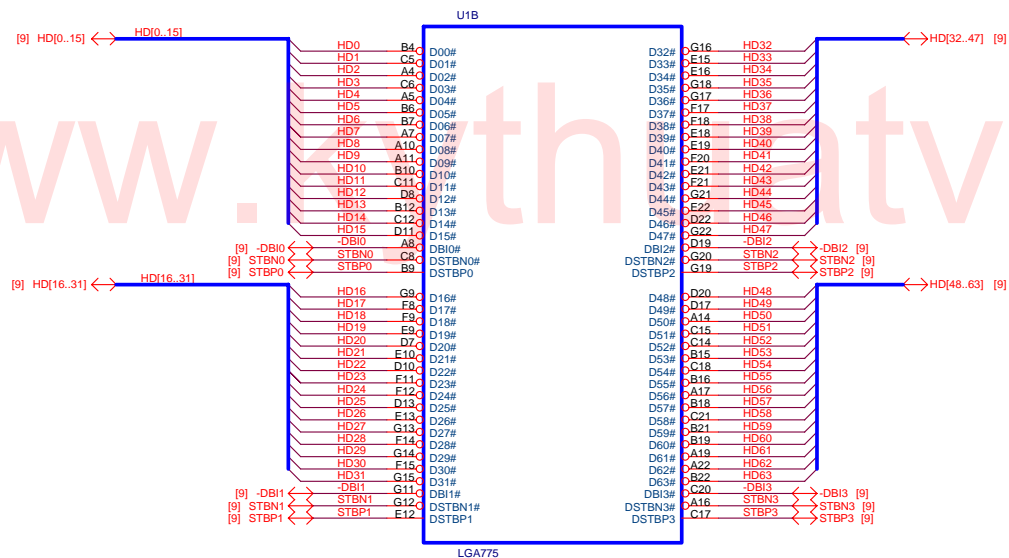 U1B
[9] HD[0..15] HD[0..15] HD[32..47] [9]
HD0 B4 D00# D32# G16 HD32
HD1 C5 D01# D33# E15 HD33
HD2 A4 D02# D34# E16 HD34
HD3 C6 D03# D35# G18 HD35
HD4 A5 D04# D36# G17 HD36
HD5 B6 D05# D37# F17 HD37
HD6 B7 D06# D38# F18 HD38
HD7 A7 D07# D39# E18 HD39
HD8 A10 D08# D40# E19 HD40
HD9 A11 D09# D41# F20 HD41
HD10 B10 D10# D42# E21 HD42
HD11 C11 D11# D43# F21 HD43
HD12 D8 D12# D44# G21 HD44
HD13 B12 D13# D45# E22 HD45
HD14 C12 D14# D46# D22 HD46
HD15 D11 D15# D47# G22 HD47
[9] -DBI0 -DBI0 A8 DBI0# DBI2# D19 -DBI2 -DBI2 [9]
[9] STBN0 STBN0 C8 DSTBN0# DSTBN2# G20 STBN2 STBN2 [9]
[9] STBP0 STBP0 B9 DSTBP0 DSTBP2 G19 STBP2 STBP2 [9]
[9] HD[16..31] HD[16..31] HD[48..63] [9]
HD16 G9 D16# D48# D20 HD48
HD17 F8 D17# D49# D17 HD49
HD18 F9 D18# D50# A14 HD50
HD19 E9 D19# D51# C15 HD51
HD20 D7 D20# D52# C14 HD52
HD21 E10 D21# D53# B15 HD53
HD22 D10 D22# D54# C18 HD54
HD23 F11 D23# D55# B16 HD55
HD24 F12 D24# D56# A17 HD56
HD25 D13 D25# D57# B18 HD57
HD26 E13 D26# D58# C21 HD58
HD27 G13 D27# D59# B21 HD59
HD28 F14 D28# D60# B19 HD60
HD29 G14 D29# D61# A19 HD61
HD30 F15 D30# D62# A22 HD62
HD31 G15 D31# D63# B22 HD63
[9] -DBI1 -DBI1 G11 DBI1# DBI3# C20 -DBI3 -DBI3 [9]
[9] STBN1 STBN1 G12 DSTBN1# DSTBN3# A16 STBN3 STBN3 [9]
[9] STBP1 STBP1 E12 DSTBP1 DSTBP3 C17 STBP3 STBP3 [9]
LGA775